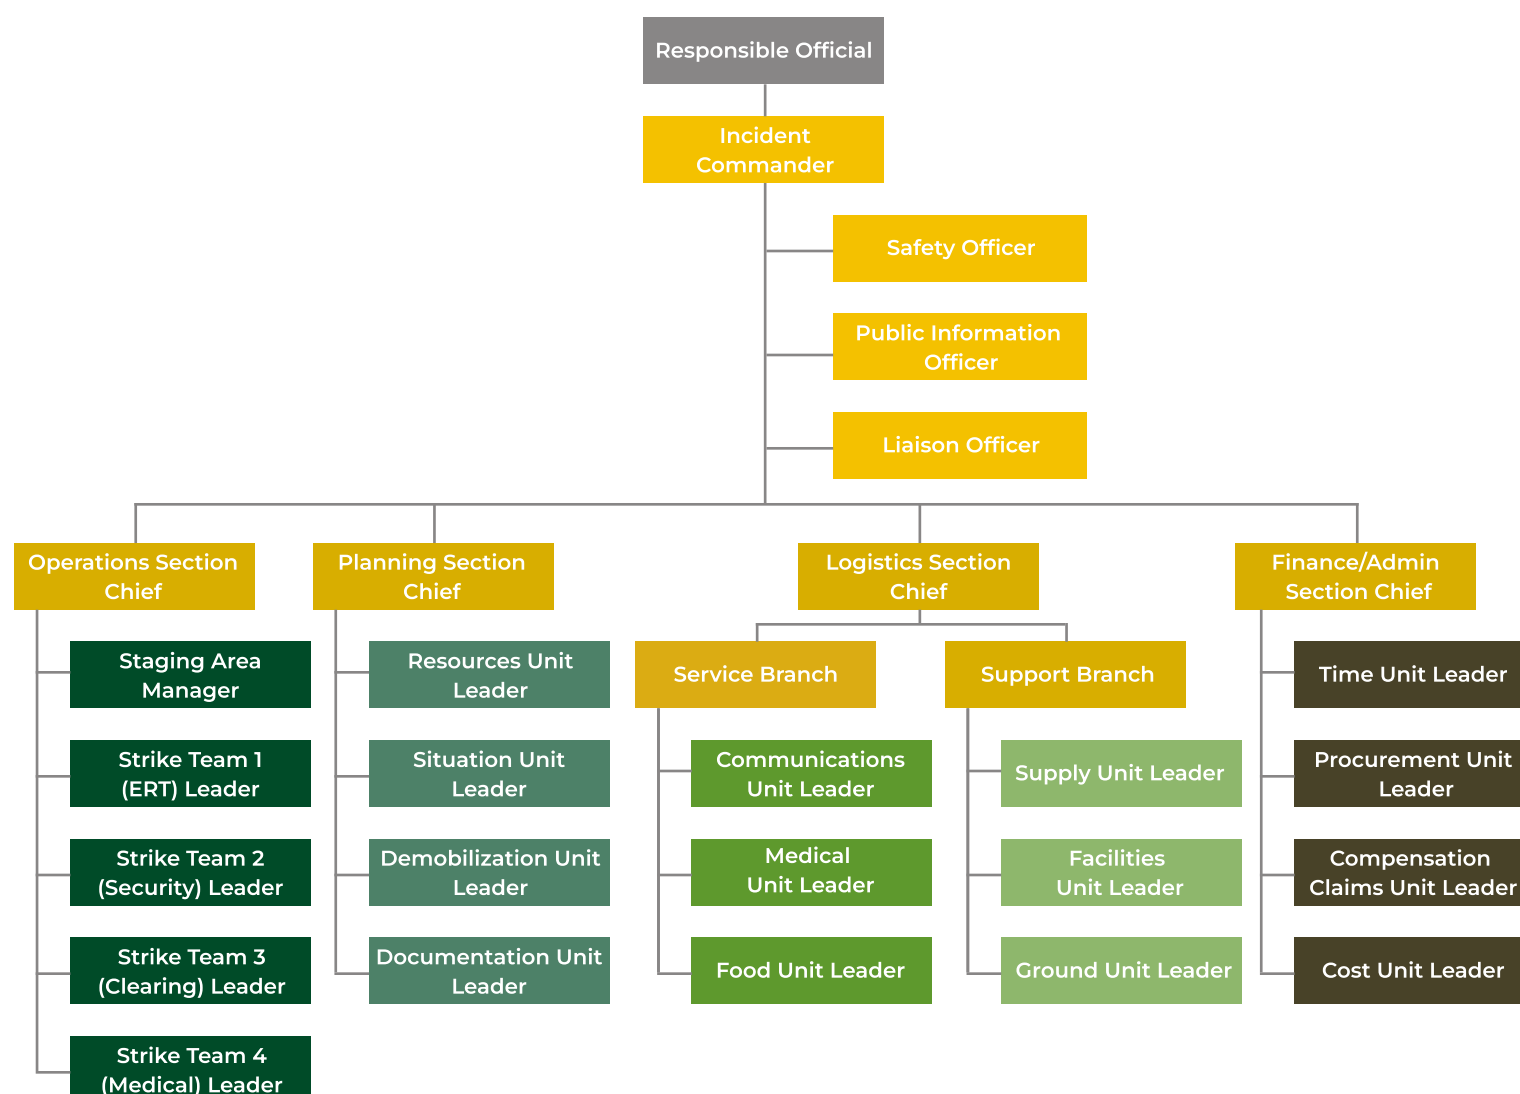 Responsible Official
Incident
Commander
Safety Officer
Public Information
Officer
Liaison Officer
Operations Section
Chief
Staging Area
Manager
Strike Team 1
(ERT) Leader
Strike Team 2
(Security) Leader
Strike Team 3
(Clearing) Leader
Strike Team 4
(Medical) Leader
Planning Section
Chief
Resources Unit
Leader
Situation Unit
Leader
Demobilization Unit
Leader
Documentation Unit
Leader
Logistics Section
Chief
Service Branch
Communications
Unit Leader
Medical
Unit Leader
Food Unit Leader
Support Branch
Supply Unit Leader
Facilities
Unit Leader
Ground Unit Leader
Finance/Admin
Section Chief
Time Unit Leader
Procurement Unit
Leader
Compensation
Claims Unit Leader
Cost Unit Leader